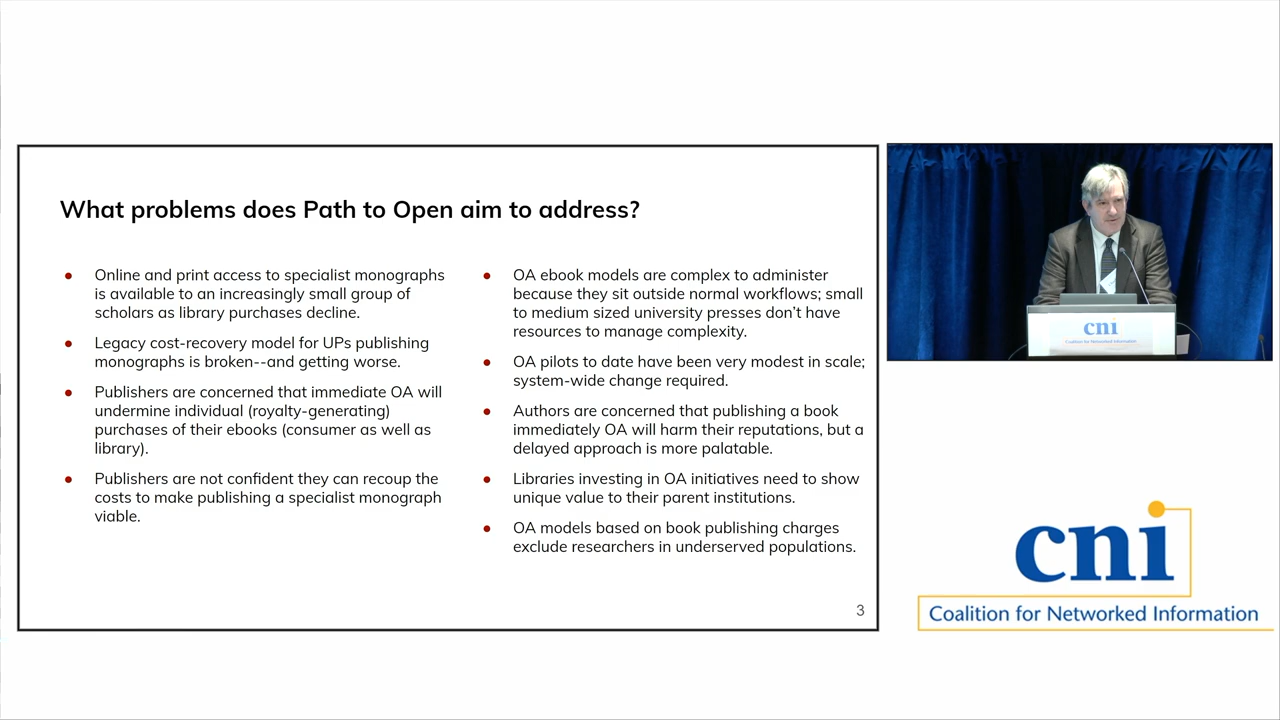 What problems does Path to Open aim to address?
● Online and print access to specialist monographs
is available to an increasingly small group of
scholars as library purchases decline.
● Legacy cost-recovery model for UPs publishing
monographs is broken--and getting worse.
● Publishers are concerned that immediate OA will
undermine individual (royalty-generating)
purchases of their ebooks (consumer as well as
library).
● Publishers are not confident they can recoup the
costs to make publishing a specialist monograph
viable.
● OA ebook models are complex to administer
because they sit outside normal workflows; small
to medium sized university presses don’t have
resources to manage complexity.
● OA pilots to date have been very modest in scale;
system-wide change required.
● Authors are concerned that publishing a book
immediately OA will harm their reputations, but a
delayed approach is more palatable.
● Libraries investing in OA initiatives need to show
unique value to their parent institutions.
● OA models based on book publishing charges
exclude researchers in underserved populations.
3
cni
Coalition for Networked Information
cni
Coalition for Networked Information